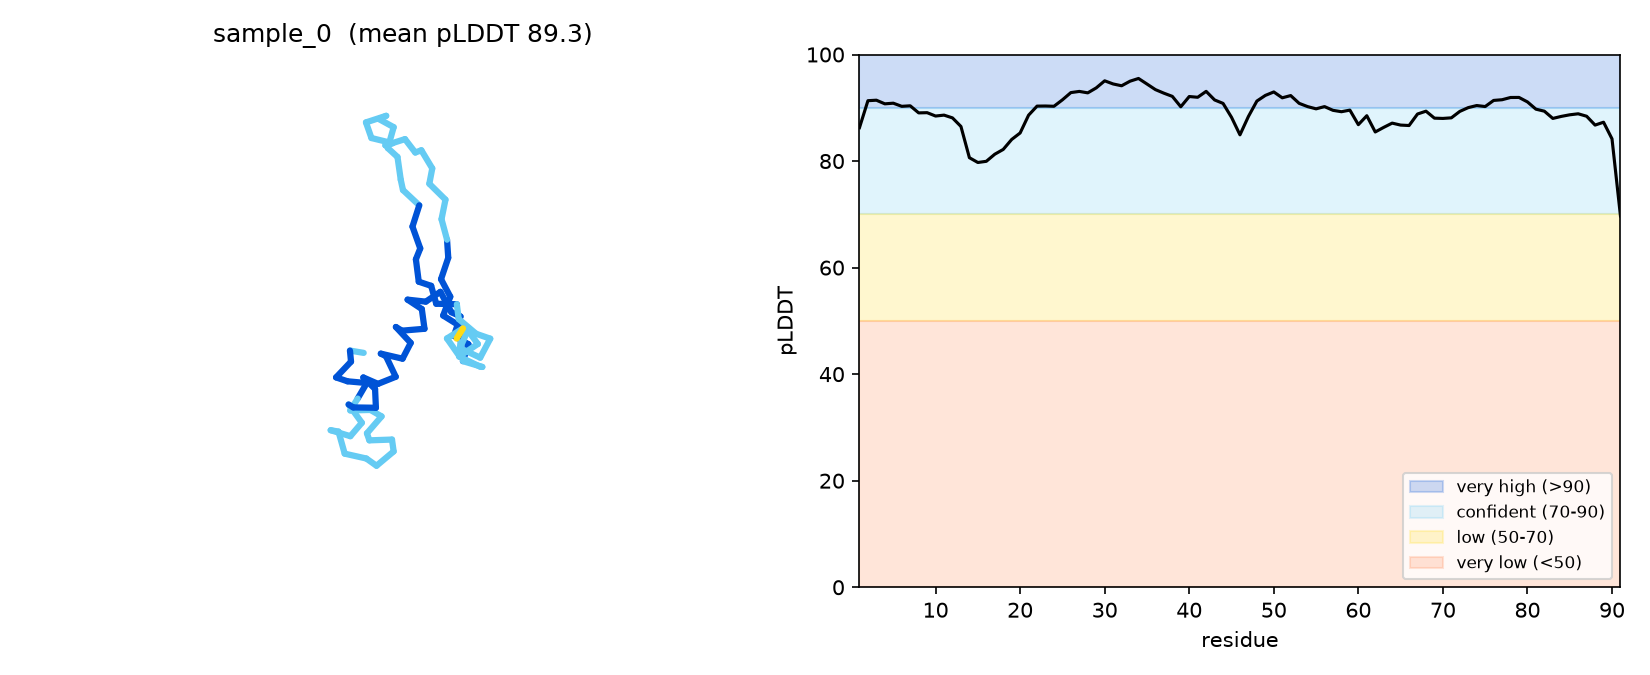 sample_0 (mean pLDDT 89.3)
100
80
60
40
20
0
pLDDT
10 20 30 40 50 60 70 80 90
residue
very high (>90)
confident (70-90)
low (50-70)
very low (<50)